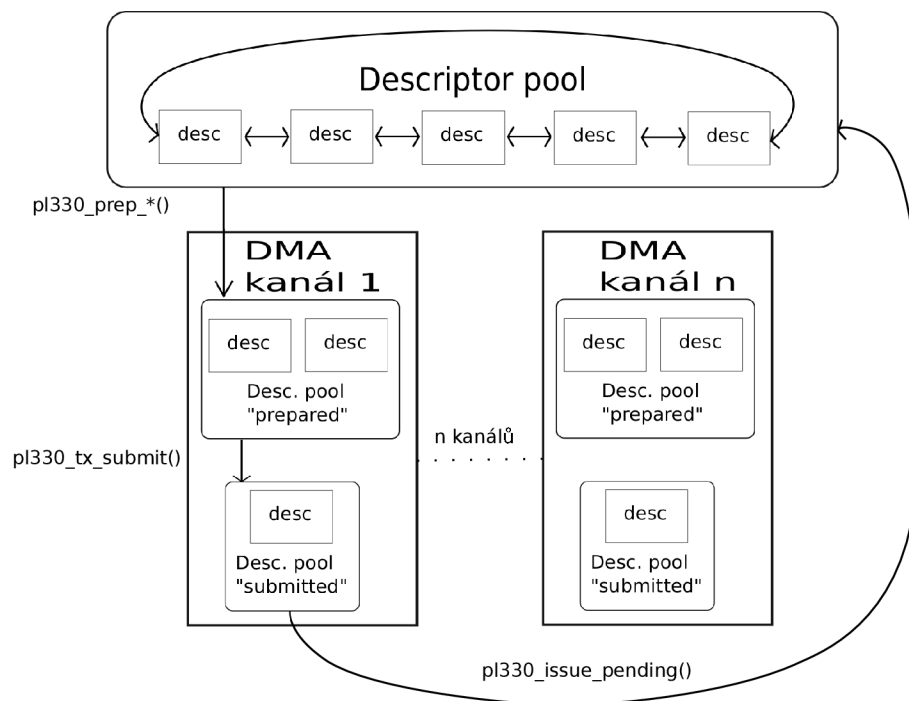 Descriptor pool
desc
desc
desc
desc
desc
pl330_prep_*()
DMA
kanál 1
desc
desc
Desc. pool
"prepared"
pl330_tx_submit()
desc
Desc. pool
"submitted"
n kanálů
DMA
kanál n
desc
desc
Desc. pool
"prepared"
desc
Desc. pool
"submitted"
pl330_issue_pending()